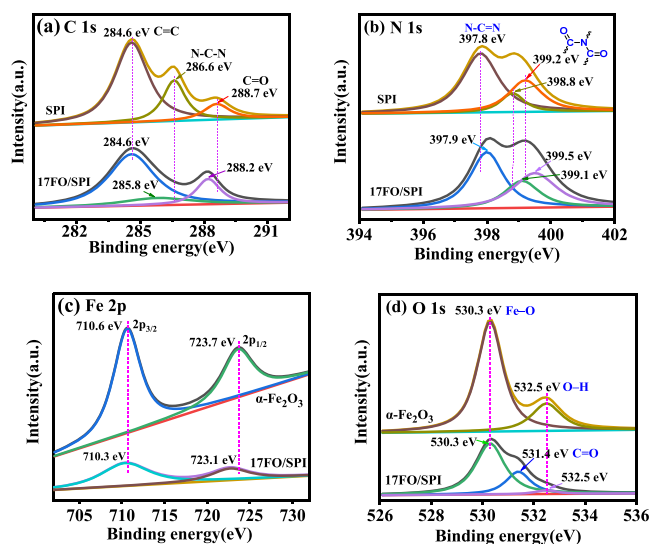 (a) C 1s
284.6 eV C=C
N-C-N
286.6 eV
C=O
288.7 eV
SPI
284.6 eV
288.2 eV
285.8 eV
17FO/SPI
Intensity(a.u.)
282 285 288 291
Binding energy(eV)
(b) N 1s
N-C=N
397.8 eV
O
C N C
O
399.2 eV
398.8 eV
SPI
397.9 eV
399.5 eV
399.1 eV
17FO/SPI
Intensity(a.u.)
394 396 398 400 402
Binding energy(eV)
(c) Fe 2p
710.6 eV 2p3/2
723.7 eV 2p1/2
α-Fe2O3
710.3 eV
723.1 eV 17FO/SPI
Intensity(a.u.)
705 710 715 720 725 730
Binding energy(eV)
(d) O 1s
530.3 eV Fe–O
532.5 eV O–H
α-Fe2O3
530.3 eV
531.4 eV C=O
17FO/SPI
532.5 eV
Intensity(a.u.)
526 528 530 532 534 536
Binding energy(eV)